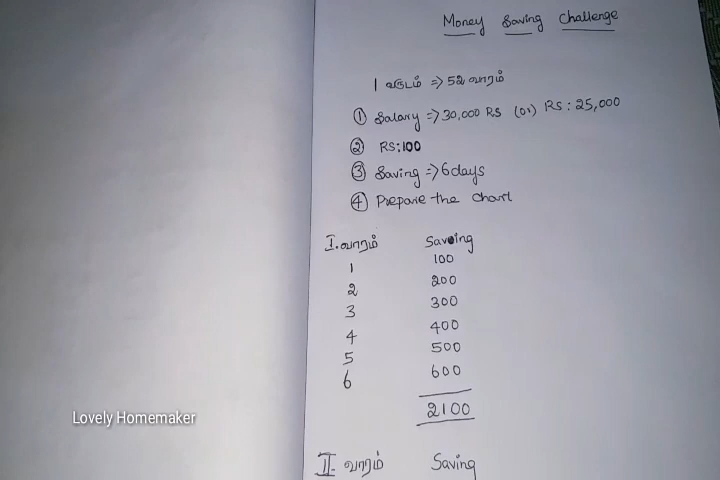 Money Saving Challenge
1 வருடம் => 52 வாரம்
① Salary => 30,000 RS (or) RS : 25,000
② RS:100
③ Saving => 6 days
④ Prepare the chart
I. வாரம் Saving
1 100
2 200
3 300
4 400
5 500
6 600
2100
Lovely Homemaker
II. வாரம் Saving